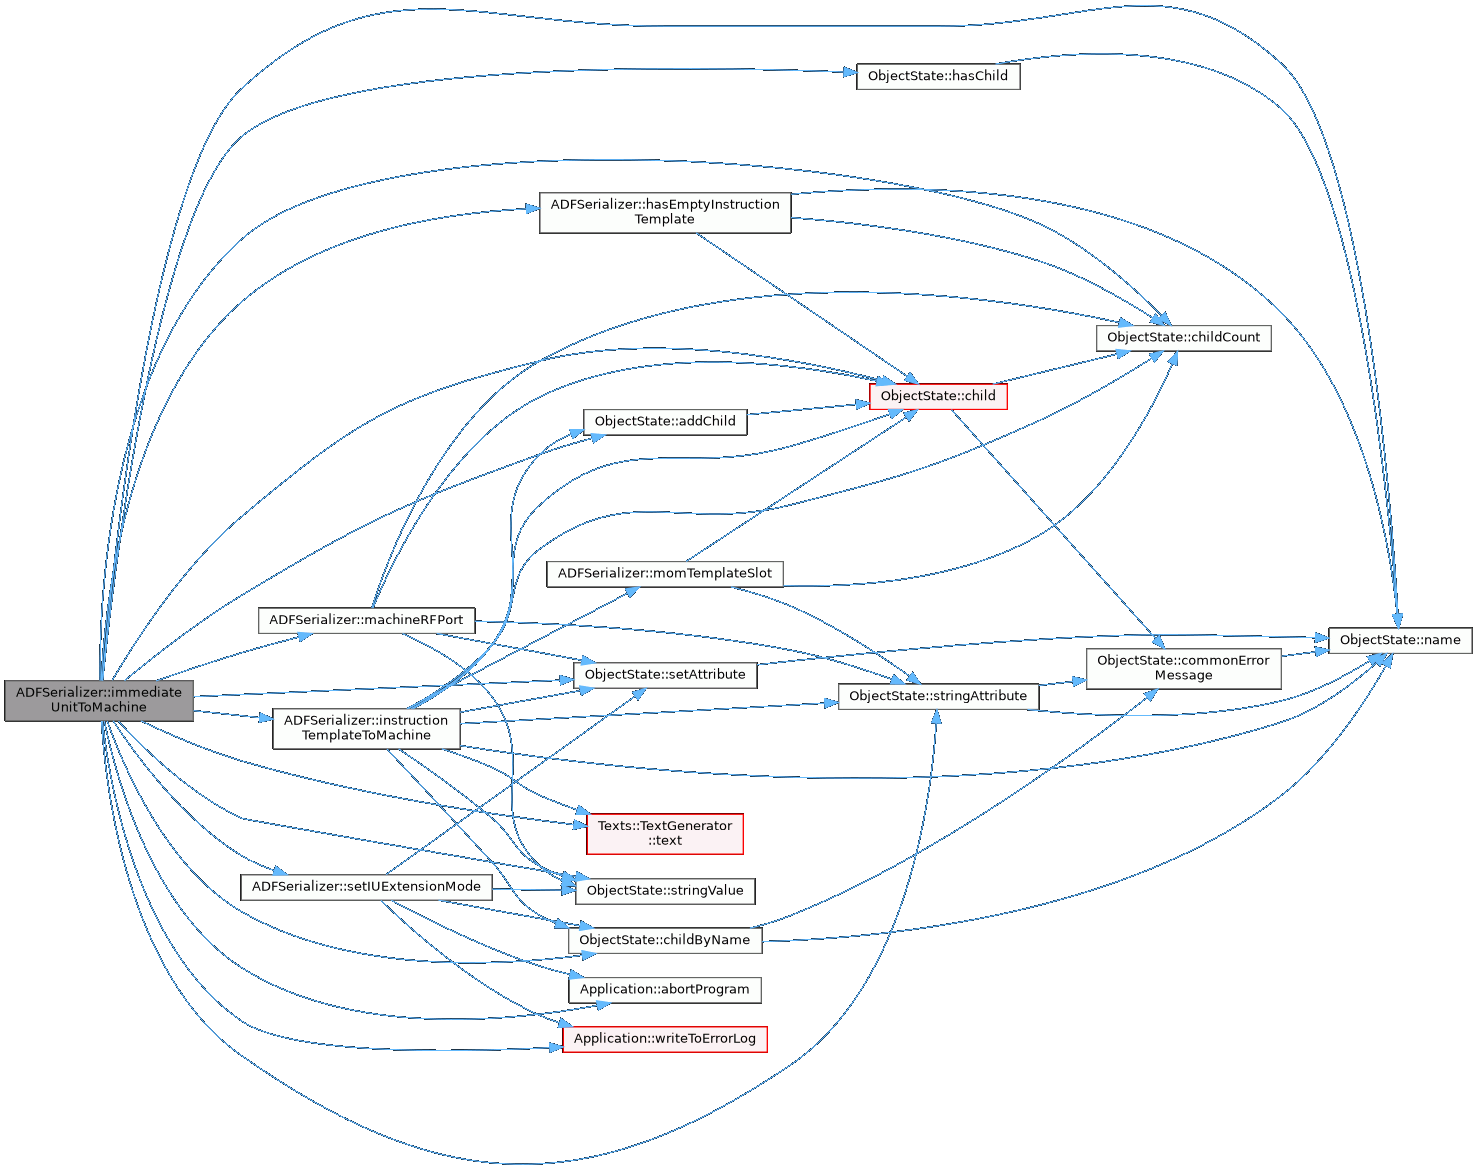 ObjectState::hasChild
ADFSerializer::hasEmptyInstruction
Template
ObjectState::childCount
ObjectState::child
ObjectState::addChild
ADFSerializer::momTemplateSlot
ADFSerializer::machineRFPort
ObjectState::name
ObjectState::commonError
Message
ObjectState::setAttribute
ADFSerializer::immediate
UnitToMachine
ObjectState::stringAttribute
ADFSerializer::instruction
TemplateToMachine
Texts::TextGenerator
::text
ADFSerializer::setIUExtensionMode
ObjectState::stringValue
ObjectState::childByName
Application::abortProgram
Application::writeToErrorLog